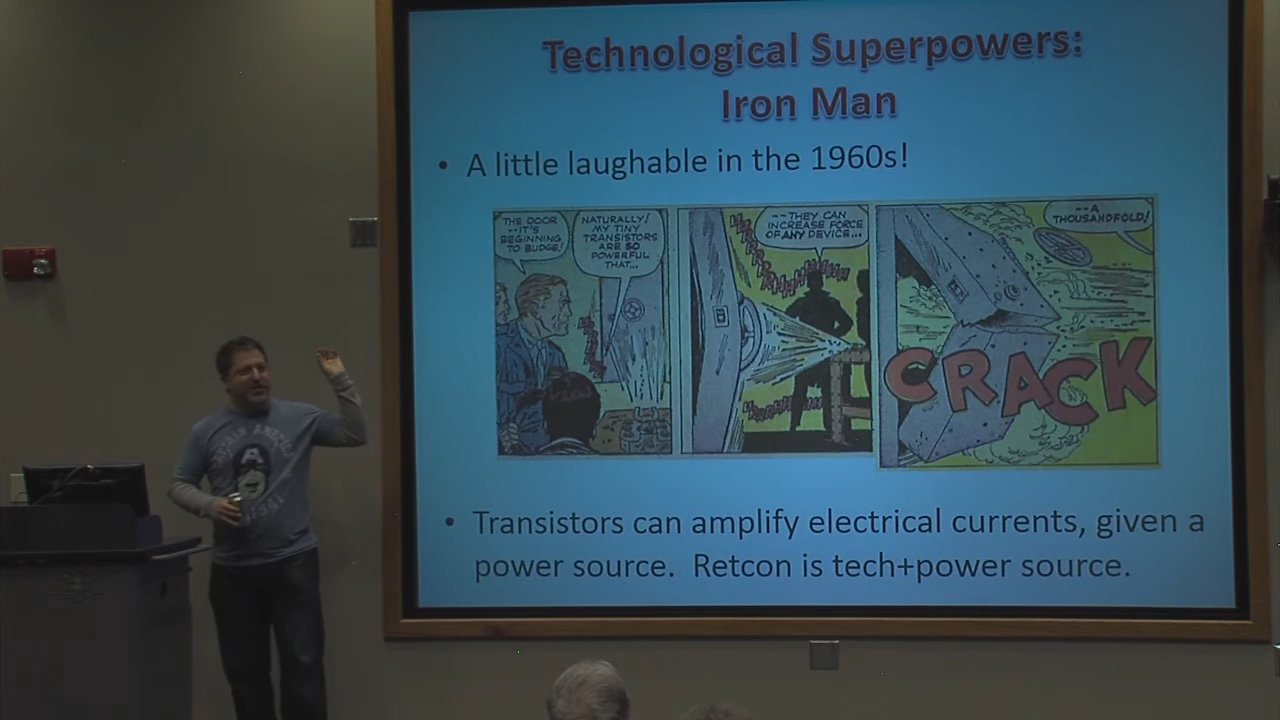 Technological Superpowers:
Iron Man
• A little laughable in the 1960s!
THE DOOR
--IT'S
BEGINNING
TO BUDGE!
NATURALLY!
MY TINY
TRANSISTORS
ARE SO
POWERFUL
THAT...
--THEY CAN
INCREASE FORCE
OF ANY DEVICE...
--A
THOUSANDFOLD!
CRACK
• Transistors can amplify electrical currents, given a
power source. Retcon is tech+power source.